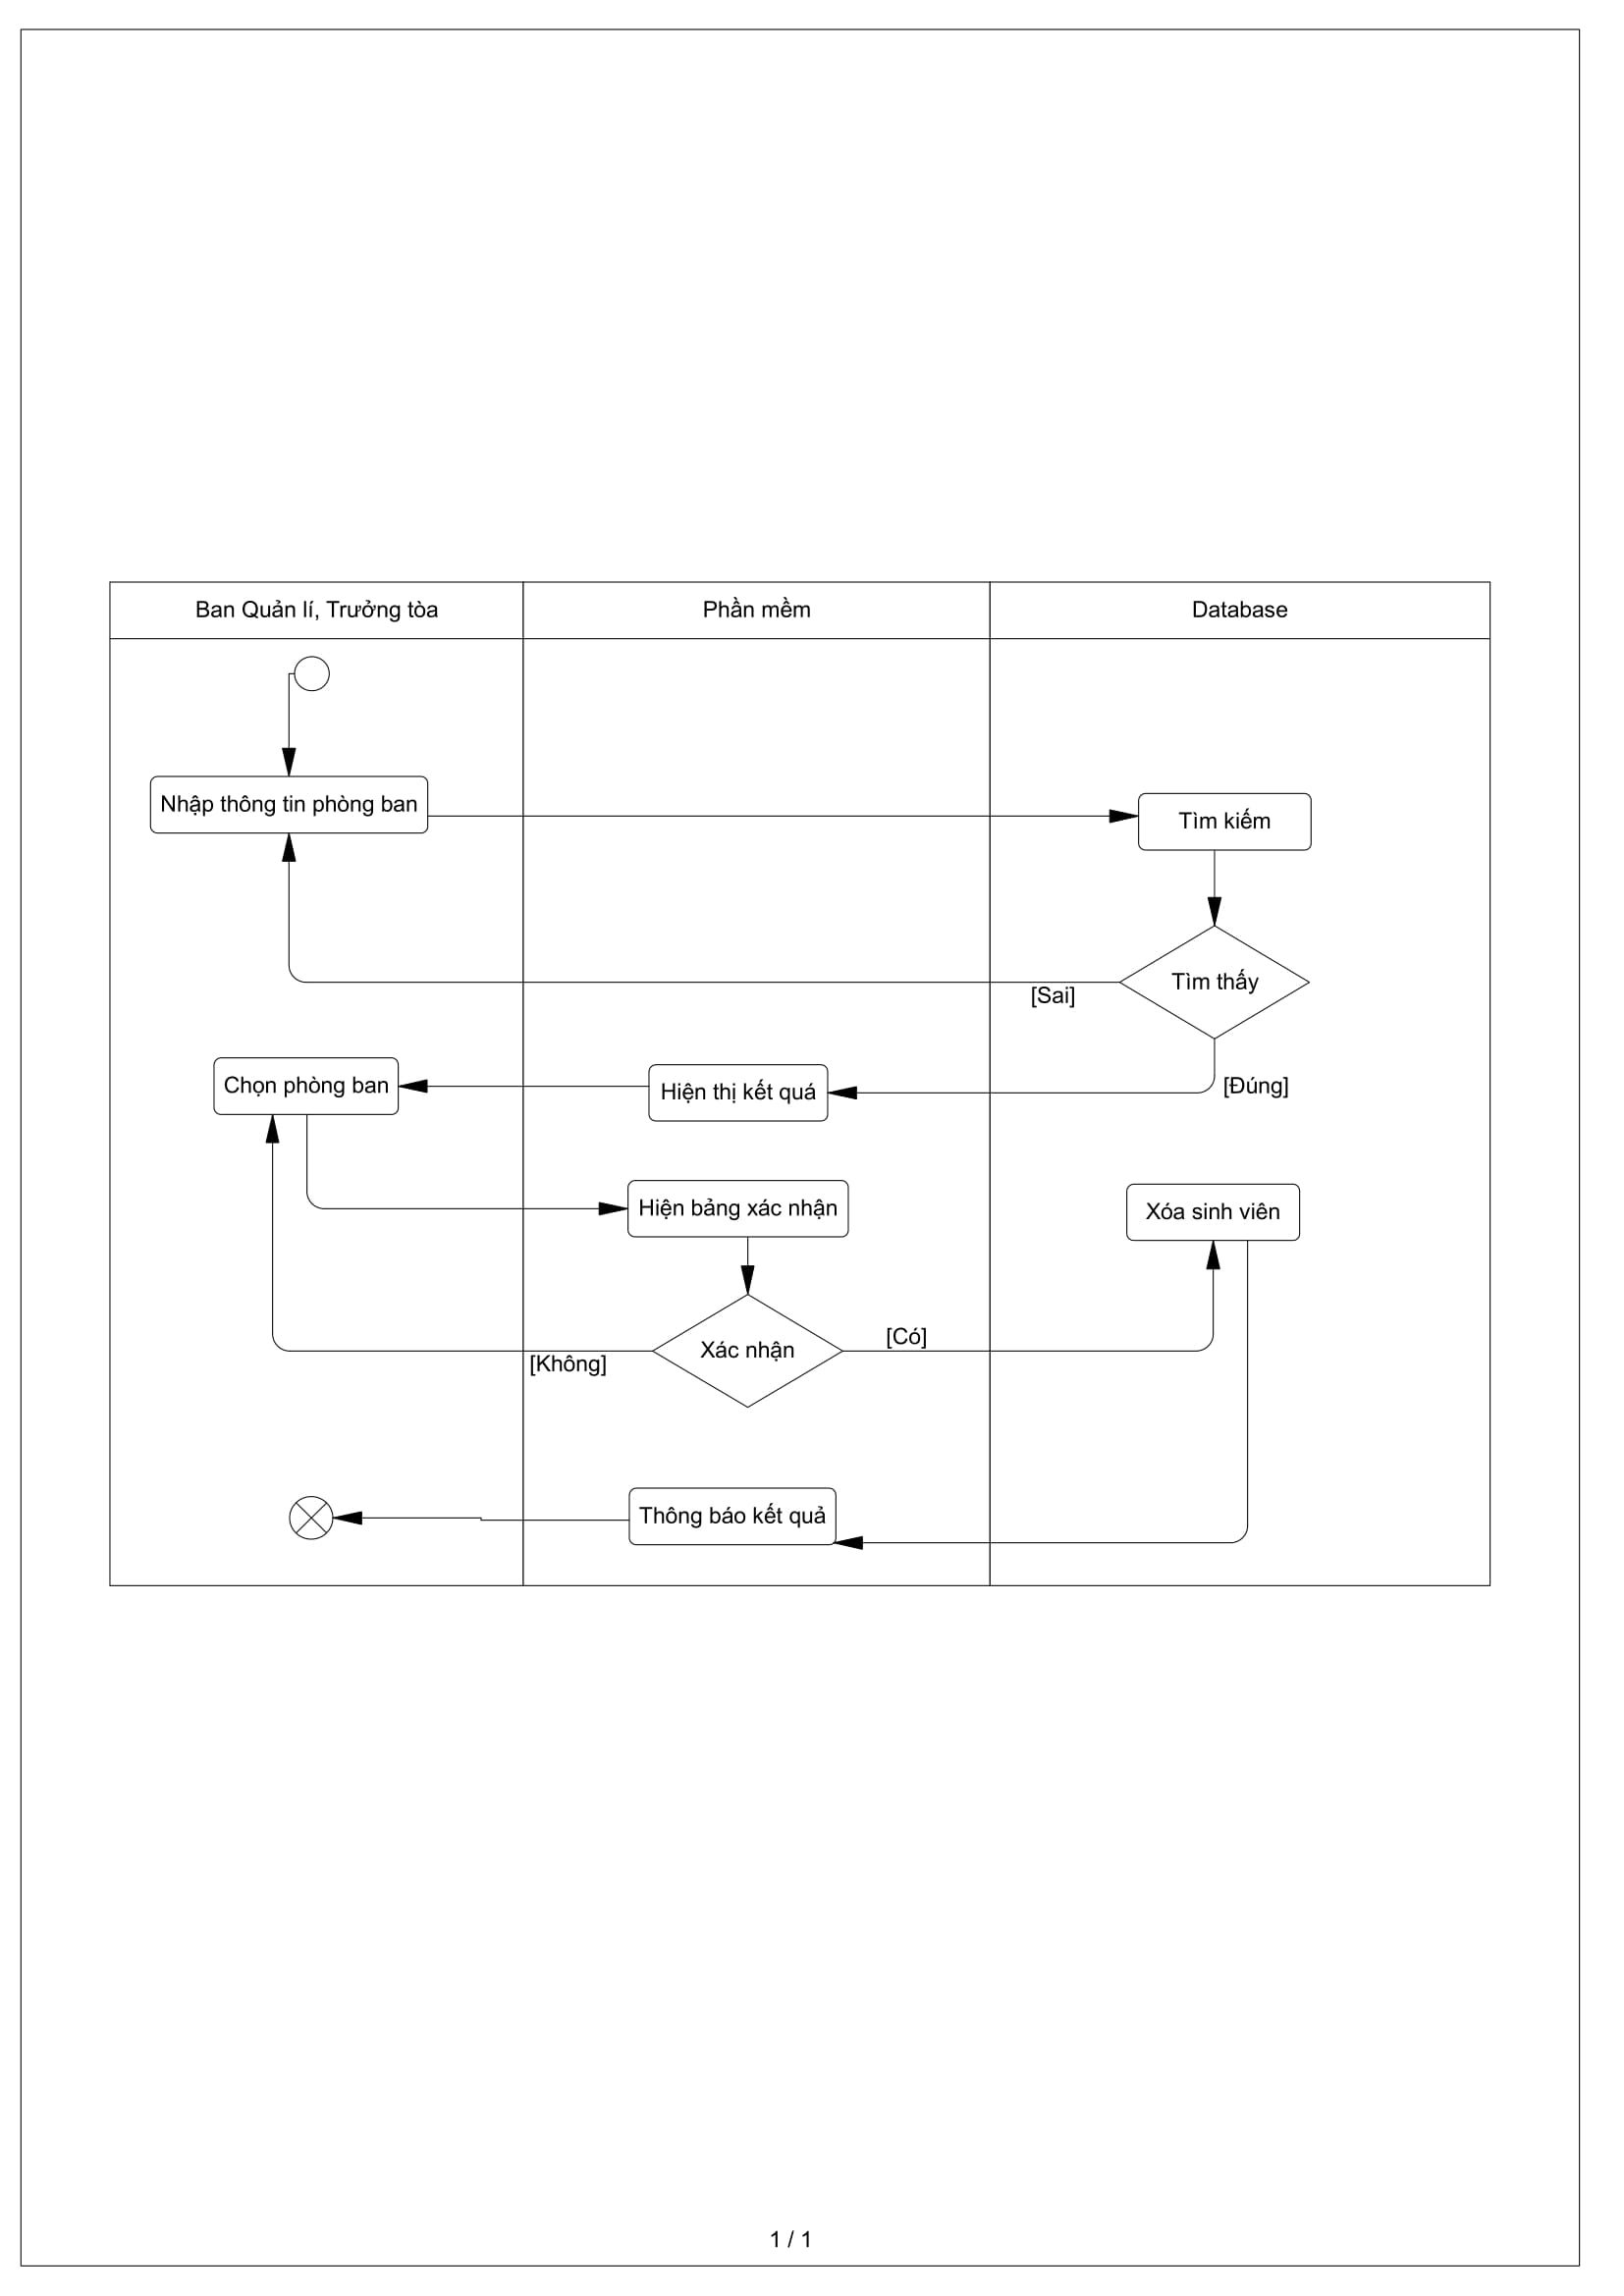 Ban Quản lí, Trưởng tòa
Phần mềm
Database
Nhập thông tin phòng ban
Tìm kiếm
Tìm thấy
[Sai]
Chọn phòng ban
Hiện thị kết quá
[Đúng]
Hiện bảng xác nhận
Xóa sinh viên
Xác nhận
[Có]
[Không]
Thông báo kết quả
1 / 1